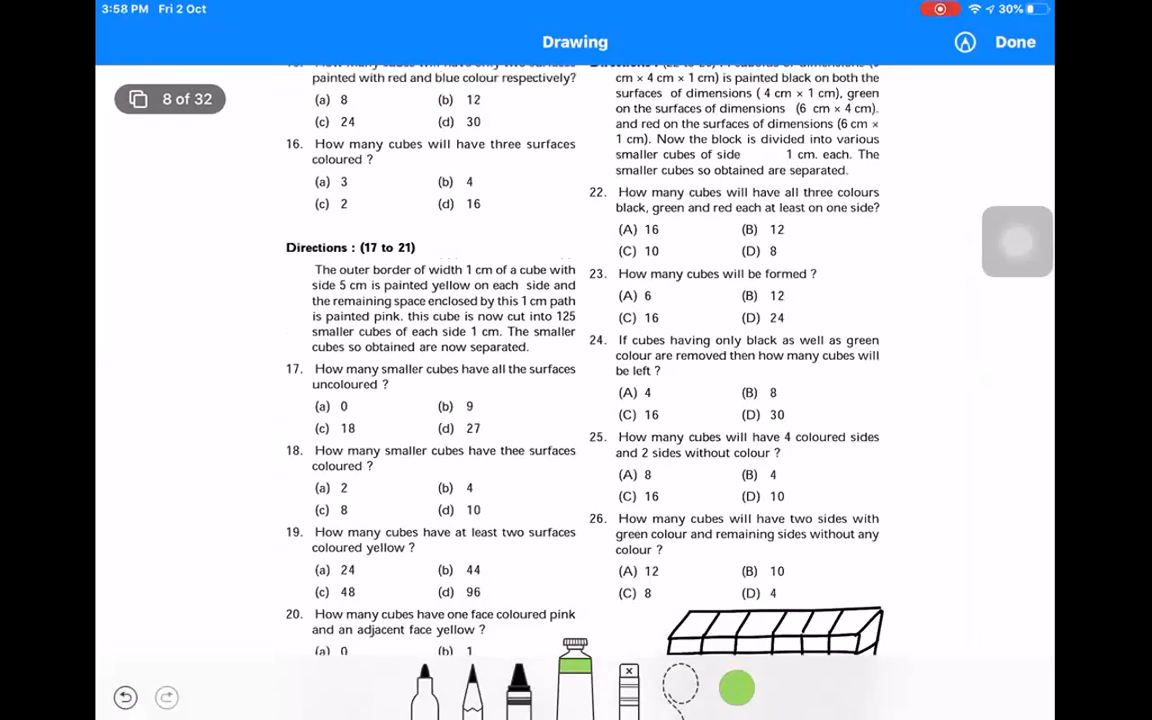 3:58 PM Fri 2 Oct
30%
Drawing
Done
8 of 32
painted with red and blue colour respectively?
(a) 8 (b) 12
(c) 24 (d) 30
16. How many cubes will have three surfaces
coloured ?
(a) 3 (b) 4
(c) 2 (d) 16
Directions : (17 to 21)
The outer border of width 1 cm of a cube with
side 5 cm is painted yellow on each side and
the remaining space enclosed by this 1 cm path
is painted pink. this cube is now cut into 125
smaller cubes of each side 1 cm. The smaller
cubes so obtained are now separated.
17. How many smaller cubes have all the surfaces
uncoloured ?
(a) 0 (b) 9
(c) 18 (d) 27
18. How many smaller cubes have thee surfaces
coloured ?
(a) 2 (b) 4
(c) 8 (d) 10
19. How many cubes have at least two surfaces
coloured yellow ?
(a) 24 (b) 44
(c) 48 (d) 96
20. How many cubes have one face coloured pink
and an adjacent face yellow ?
(a) 0 (b) 1
cm × 4 cm × 1 cm) is painted black on both the
surfaces of dimensions ( 4 cm × 1 cm), green
on the surfaces of dimensions (6 cm × 4 cm).
and red on the surfaces of dimensions (6 cm ×
1 cm). Now the block is divided into various
smaller cubes of side 1 cm. each. The
smaller cubes so obtained are separated.
22. How many cubes will have all three colours
black, green and red each at least on one side?
(A) 16 (B) 12
(C) 10 (D) 8
23. How many cubes will be formed ?
(A) 6 (B) 12
(C) 16 (D) 24
24. If cubes having only black as well as green
colour are removed then how many cubes will
be left ?
(A) 4 (B) 8
(C) 16 (D) 30
25. How many cubes will have 4 coloured sides
and 2 sides without colour ?
(A) 8 (B) 4
(C) 16 (D) 10
26. How many cubes will have two sides with
green colour and remaining sides without any
colour ?
(A) 12 (B) 10
(C) 8 (D) 4